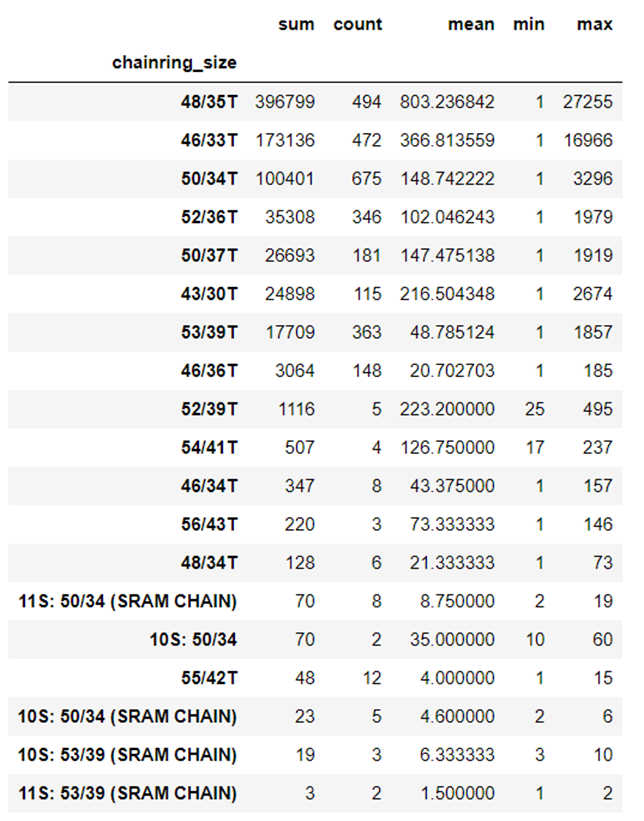 sum count mean min max
chainring_size
48/35T 396799 494 803.236842 1 27255
46/33T 173136 472 366.813559 1 16966
50/34T 100401 675 148.742222 1 3296
52/36T 35308 346 102.046243 1 1979
50/37T 26693 181 147.475138 1 1919
43/30T 24898 115 216.504348 1 2674
53/39T 17709 363 48.785124 1 1857
46/36T 3064 148 20.702703 1 185
52/39T 1116 5 223.200000 25 495
54/41T 507 4 126.750000 17 237
46/34T 347 8 43.375000 1 157
56/43T 220 3 73.333333 1 146
48/34T 128 6 21.333333 1 73
11S: 50/34 (SRAM CHAIN) 70 8 8.750000 2 19
10S: 50/34 70 2 35.000000 10 60
55/42T 48 12 4.000000 1 15
10S: 50/34 (SRAM CHAIN) 23 5 4.600000 2 6
10S: 53/39 (SRAM CHAIN) 19 3 6.333333 3 10
11S: 53/39 (SRAM CHAIN) 3 2 1.500000 1 2